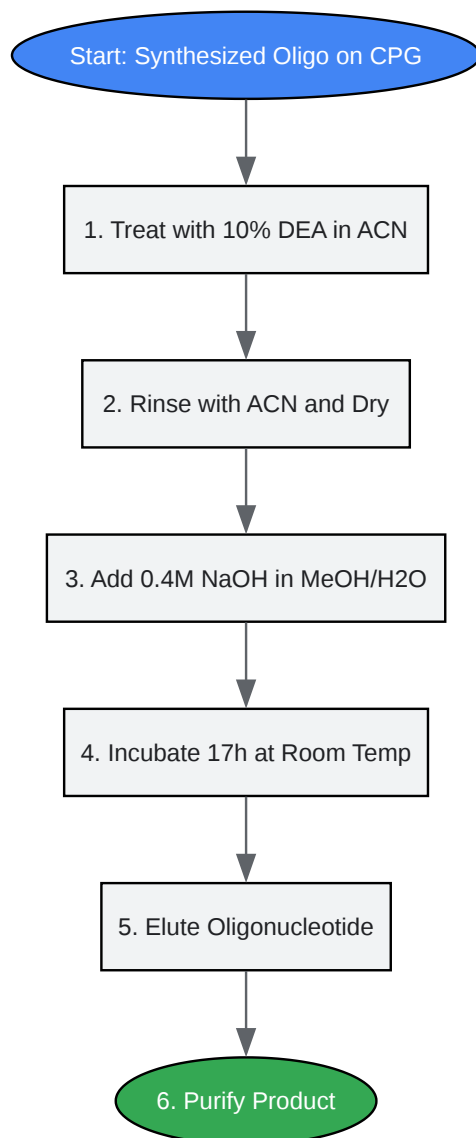 Start: Synthesized Oligo on CPG
1. Treat with 10% DEA in ACN
2. Rinse with ACN and Dry
3. Add 0.4M NaOH in MeOH/H2O
4. Incubate 17h at Room Temp
5. Elute Oligonucleotide
6. Purify Product